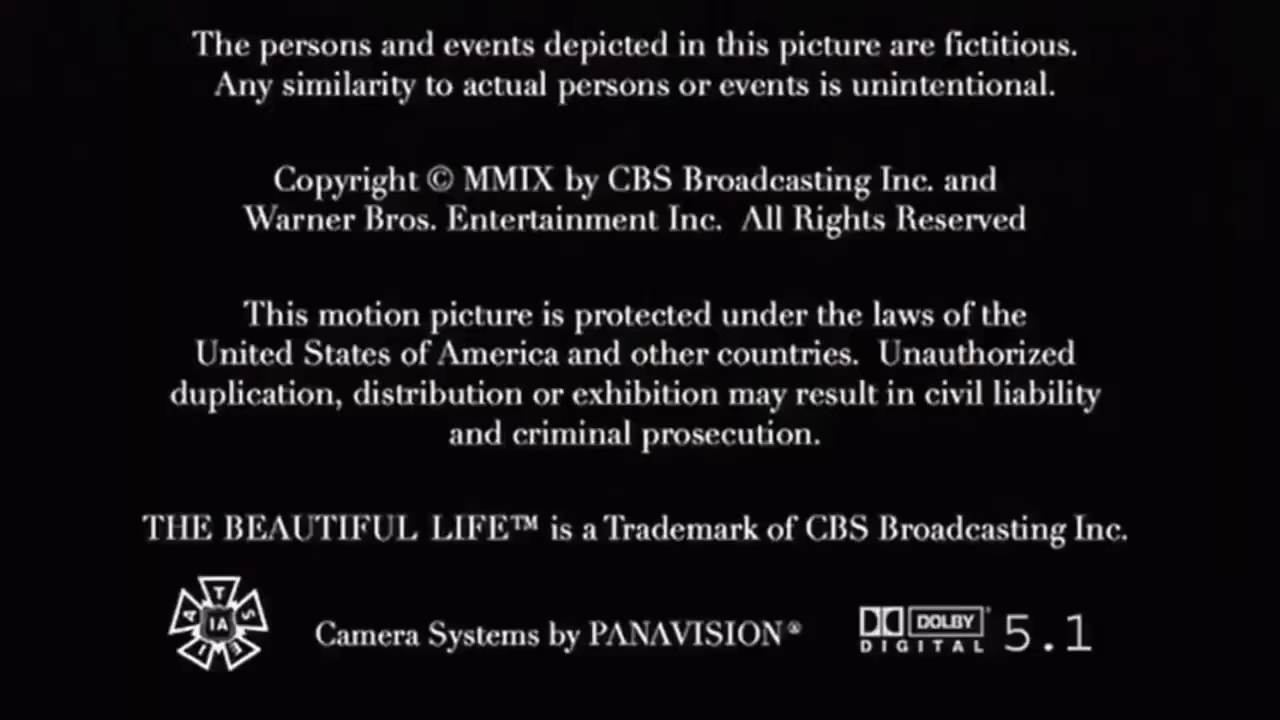 The persons and events depicted in this picture are fictitious.
Any similarity to actual persons or events is unintentional.
Copyright © MMIX by CBS Broadcasting Inc. and
Warner Bros. Entertainment Inc.  All Rights Reserved
This motion picture is protected under the laws of the
United States of America and other countries.  Unauthorized
duplication, distribution or exhibition may result in civil liability
and criminal prosecution.
THE BEAUTIFUL LIFE™ is a Trademark of CBS Broadcasting Inc.
IATSE
IA
Camera Systems by PANAVISION®
DOLBY
DIGITAL 5.1